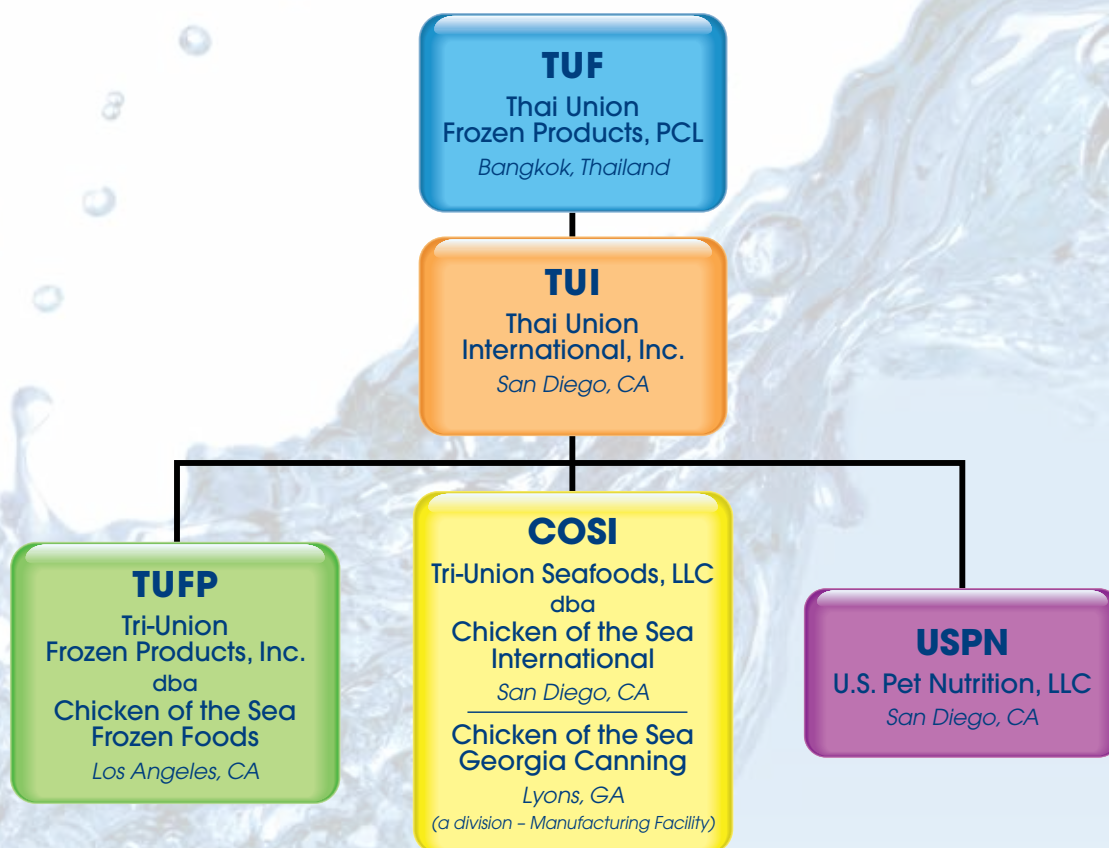 TUF
Thai Union
Frozen Products, PCL
Bangkok, Thailand
TUI
Thai Union
International, Inc.
San Diego, CA
TUFP
Tri-Union
Frozen Products, Inc.
dba
Chicken of the Sea
Frozen Foods
Los Angeles, CA
COSI
Tri-Union Seafoods, LLC
dba
Chicken of the Sea
International
San Diego, CA
Chicken of the Sea
Georgia Canning
Lyons, GA
(a division – Manufacturing Facility)
USPN
U.S. Pet Nutrition, LLC
San Diego, CA